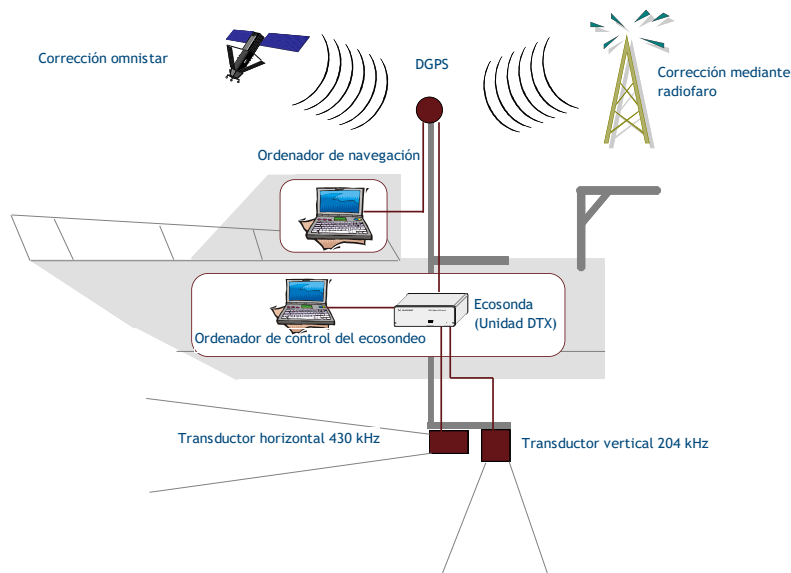 Corrección omnistar
DGPS
Corrección mediante
radiofaro
Ordenador de navegación
Ecosonda
(Unidad DTX)
Ordenador de control del ecosondeo
Transductor horizontal 430 kHz
Transductor vertical 204 kHz